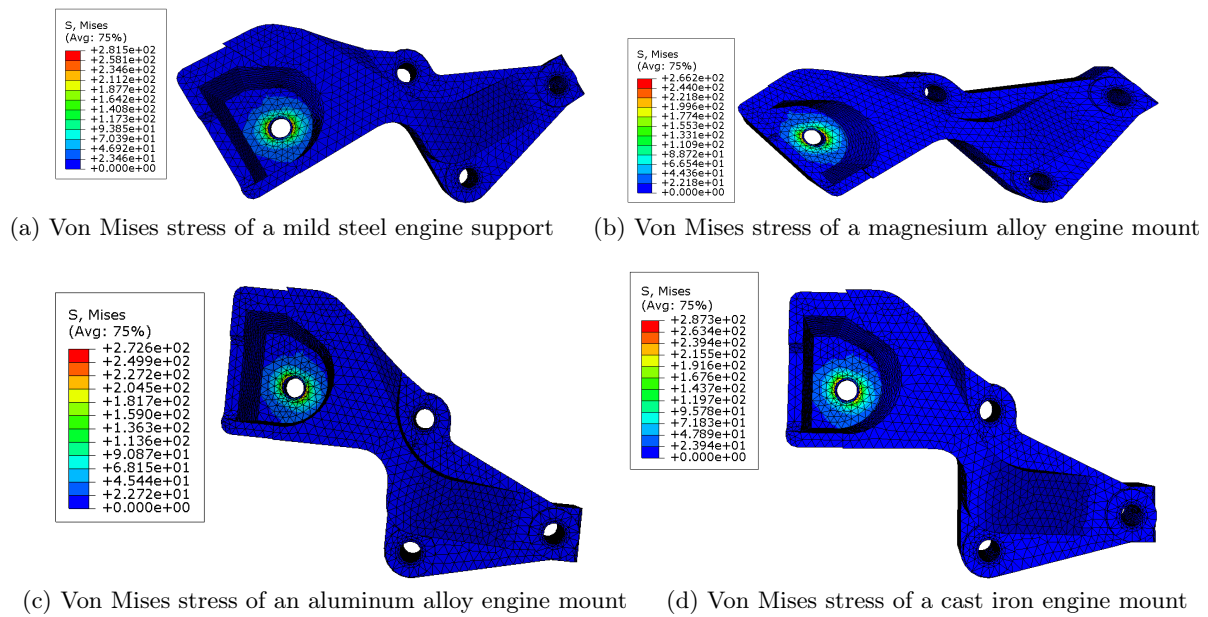 S, Mises
(Avg: 75%)
+2.815e+02
+2.581e+02
+2.346e+02
+2.112e+02
+1.877e+02
+1.642e+02
+1.408e+02
+1.173e+02
+9.385e+01
+7.039e+01
+4.692e+01
+2.346e+01
+0.000e+00
S, Mises
(Avg: 75%)
+2.662e+02
+2.440e+02
+2.218e+02
+1.996e+02
+1.774e+02
+1.553e+02
+1.331e+02
+1.109e+02
+8.872e+01
+6.654e+01
+4.436e+01
+2.218e+01
+0.000e+00
(a) Von Mises stress of a mild steel engine support
(b) Von Mises stress of a magnesium alloy engine mount
S, Mises
(Avg: 75%)
+2.726e+02
+2.499e+02
+2.272e+02
+2.045e+02
+1.817e+02
+1.590e+02
+1.363e+02
+1.136e+02
+9.087e+01
+6.815e+01
+4.544e+01
+2.272e+01
+0.000e+00
S, Mises
(Avg: 75%)
+2.873e+02
+2.634e+02
+2.394e+02
+2.155e+02
+1.916e+02
+1.676e+02
+1.437e+02
+1.197e+02
+9.578e+01
+7.183e+01
+4.789e+01
+2.394e+01
+0.000e+00
(c) Von Mises stress of an aluminum alloy engine mount
(d) Von Mises stress of a cast iron engine mount